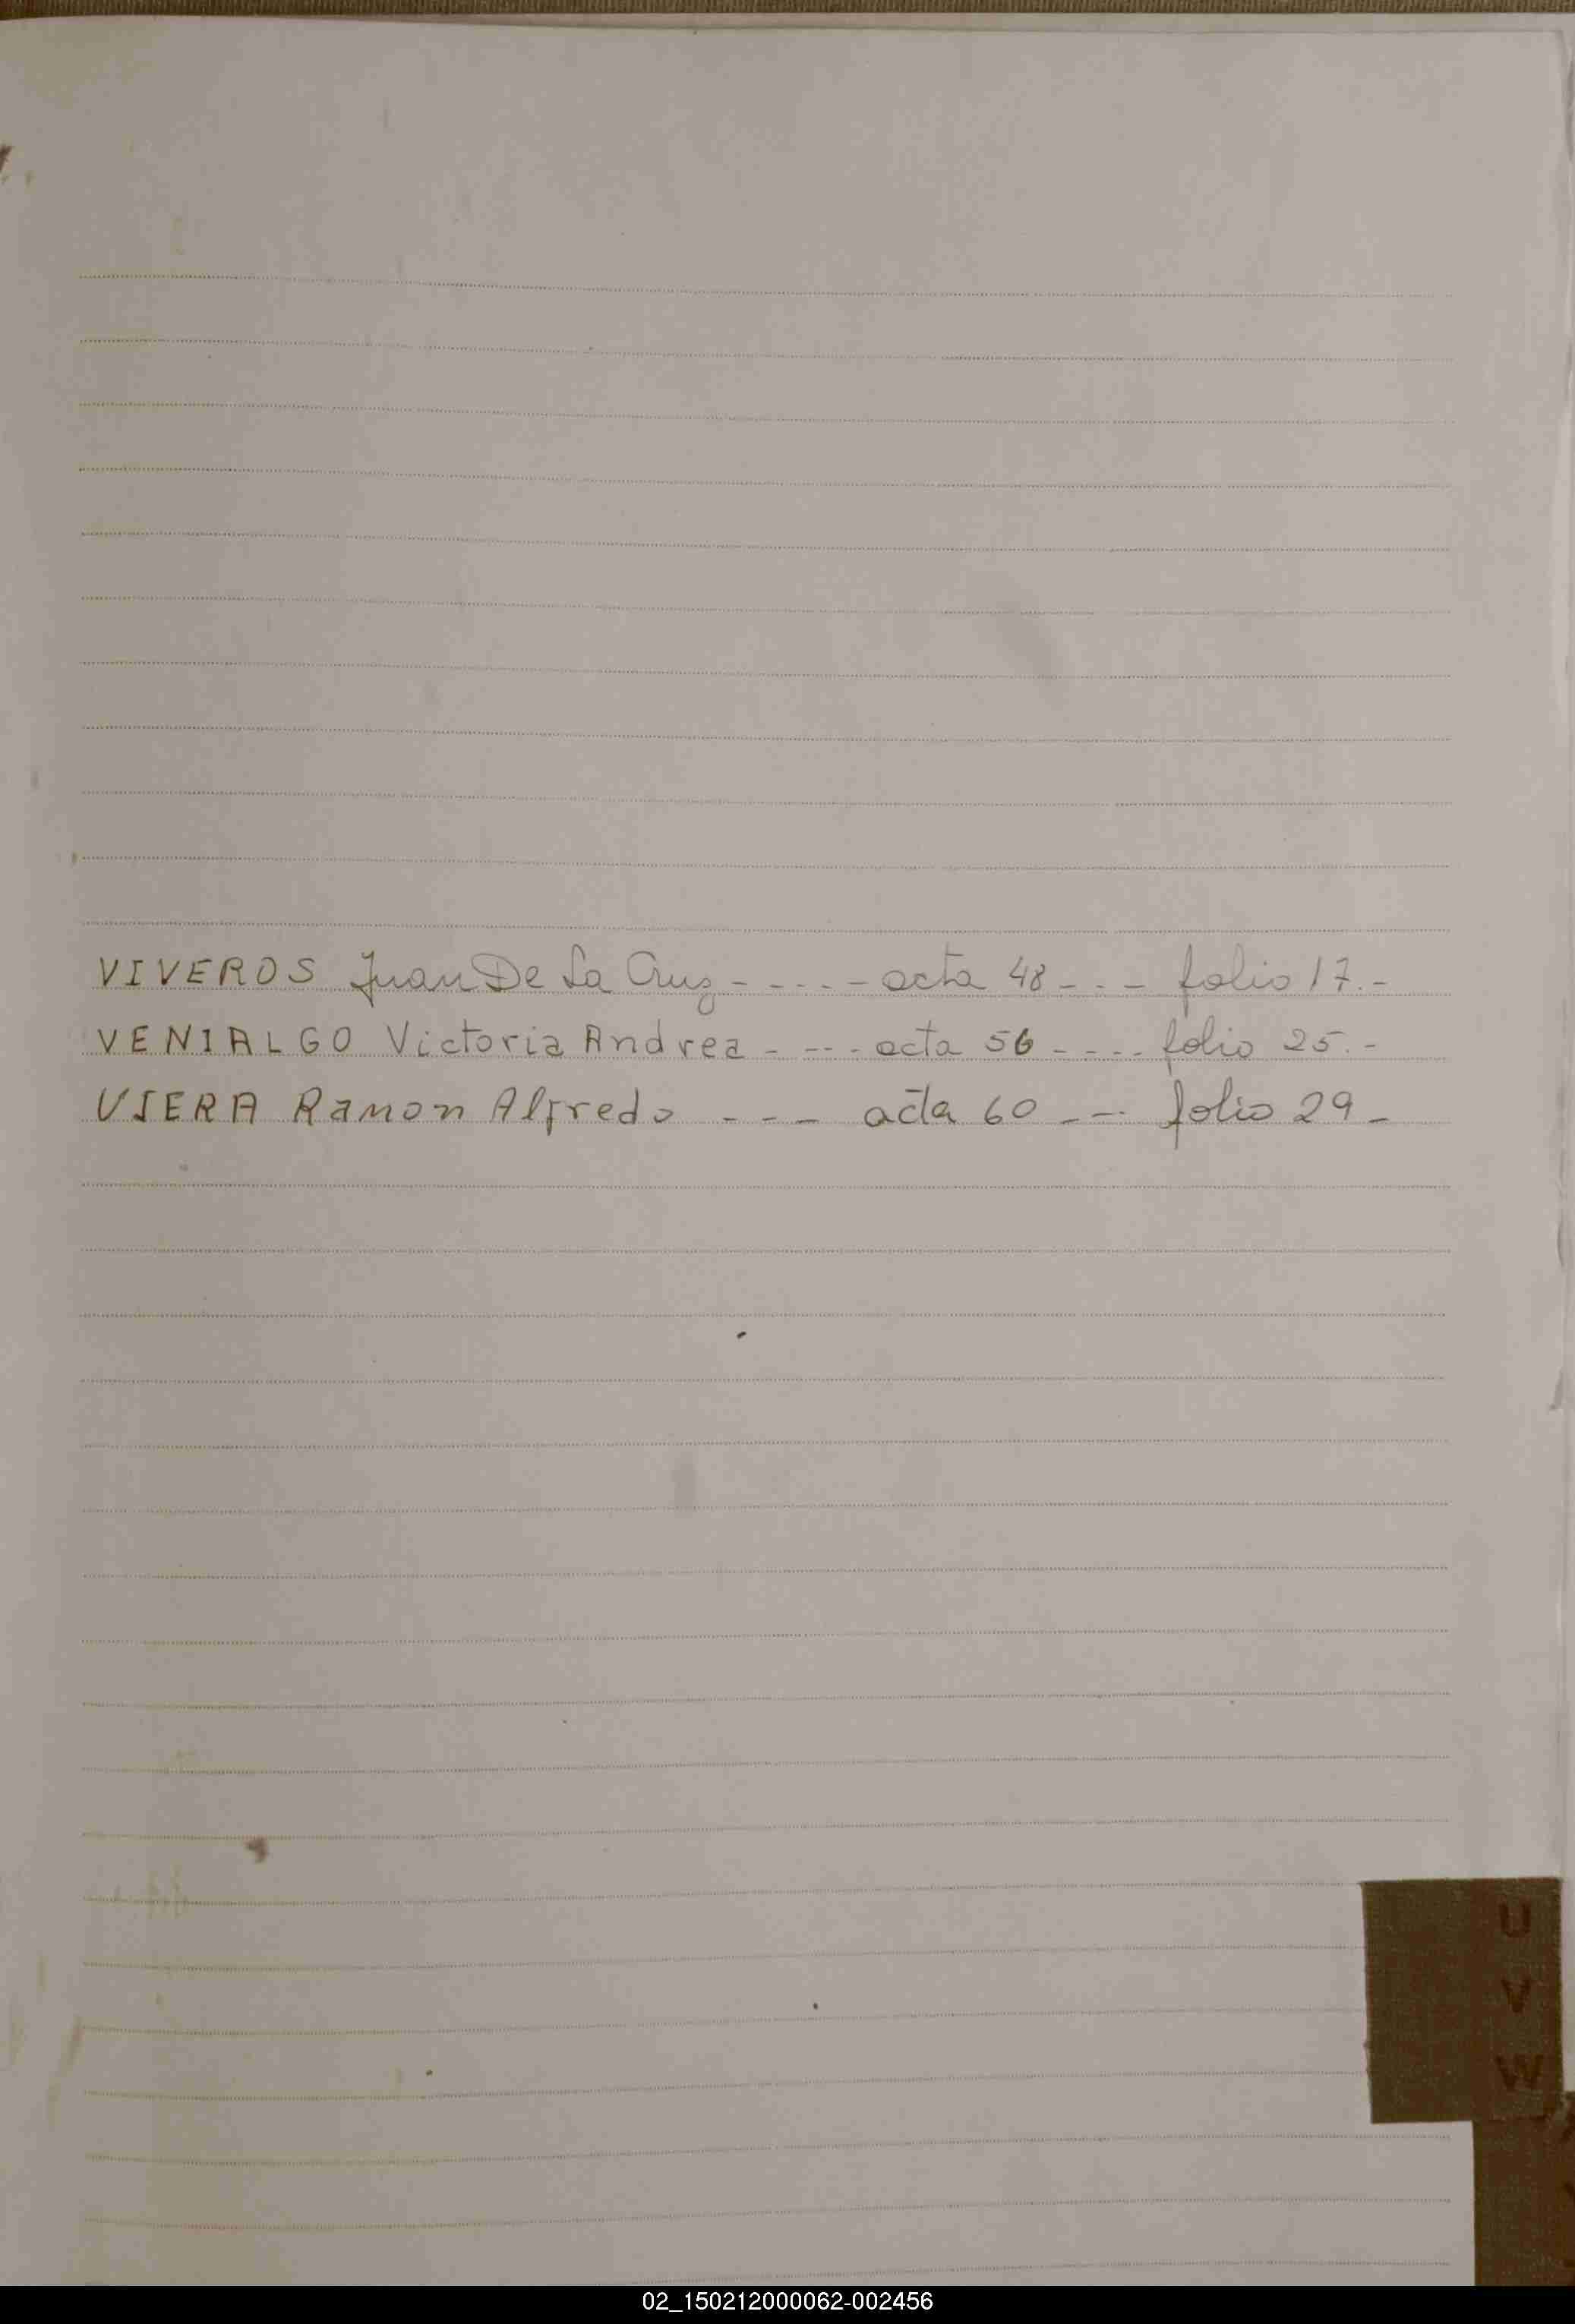 VIVEROS Juan De La Cruz - - - - - acta 48 - - - folio 17.-
VENIALGO Victoria Andrea - --- acta 56 - - - - folio 25.-
VIERA Ramon Alfredo - - - acta 60 - -- folio 29 -
U
V
W
02_150212000062-002456